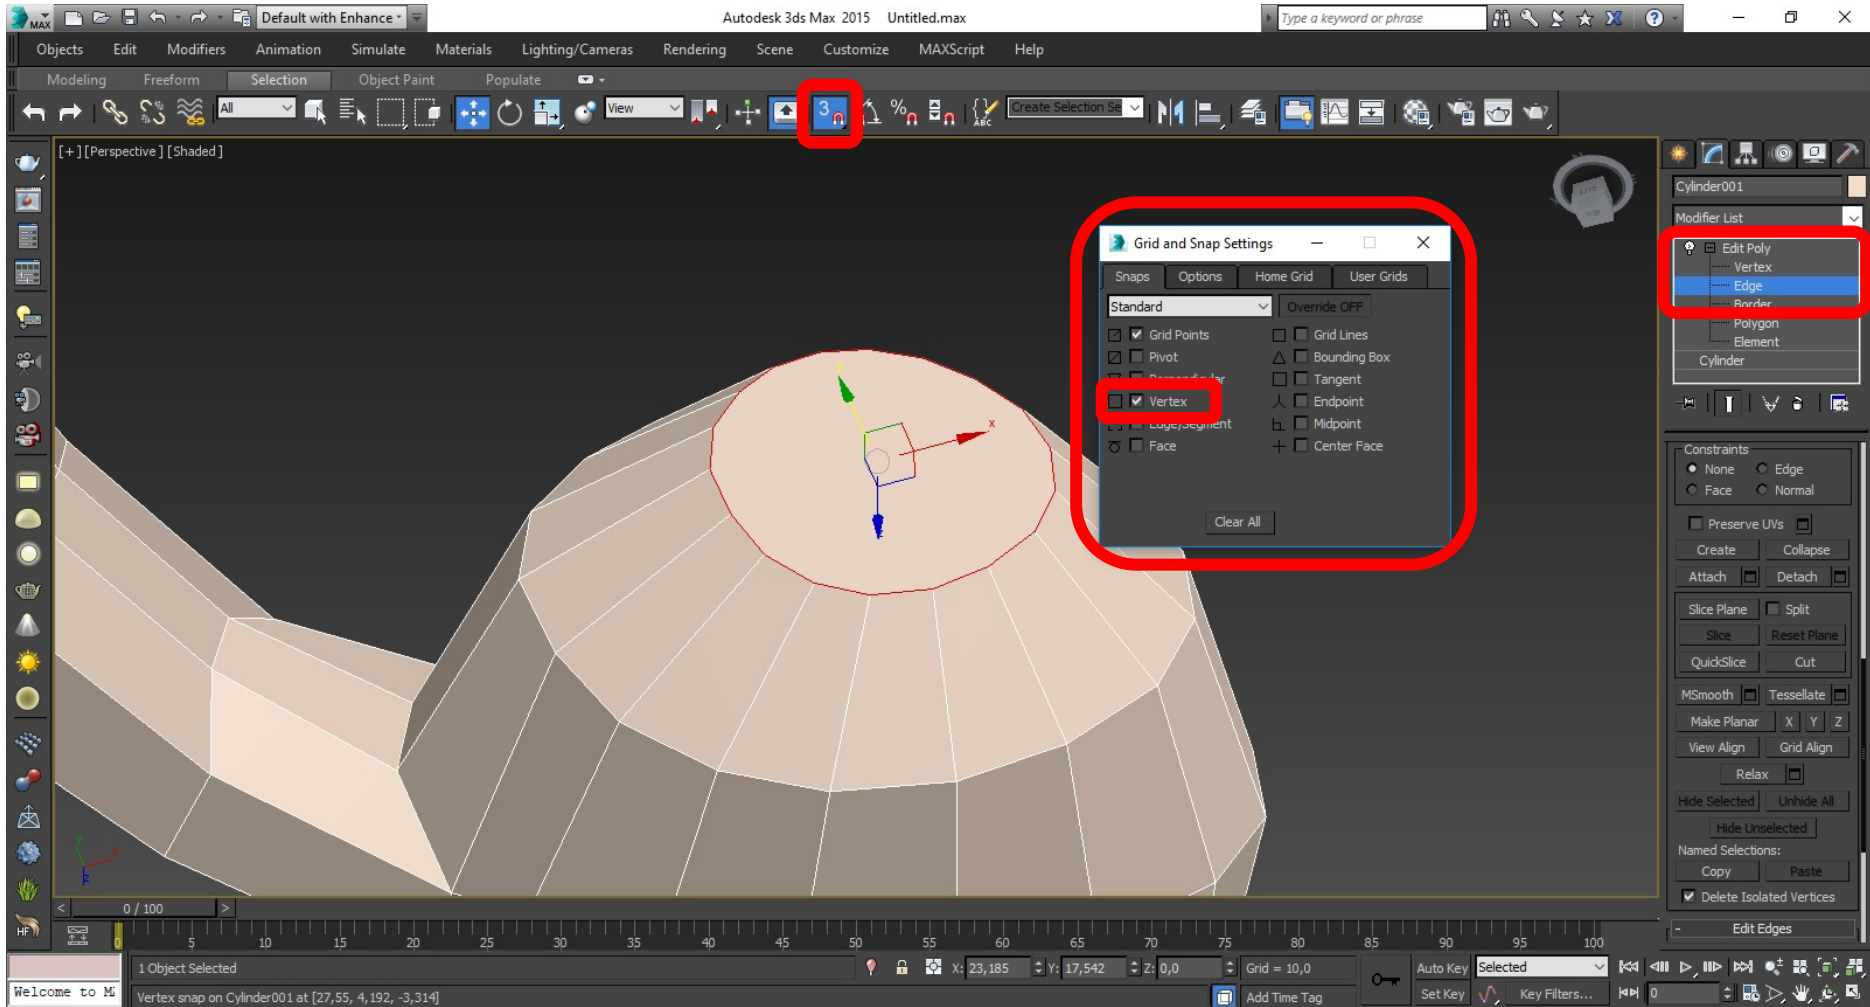 MAX
Default with Enhance
Autodesk 3ds Max 2015 Untitled.max
Type a keyword or phrase
Objects Edit Modifiers Animation Simulate Materials Lighting/Cameras Rendering Scene Customize MAXScript Help
Modeling Freeform Selection Object Paint Populate
All View 3 % ABC Create Selection Se
[+][Perspective][Shaded]
Cylinder001
Modifier List
Edit Poly
Vertex
Edge
Border
Polygon
Element
Cylinder
Grid and Snap Settings
Snaps Options Home Grid User Grids
Standard Override OFF
Grid Points Grid Lines
Pivot Bounding Box
Perpendicular Tangent
Vertex Endpoint
Edge/Segment Midpoint
Face Center Face
Clear All
x
Constraints
None Edge
Face Normal
Preserve UVs
Create Collapse
Attach Detach
Slice Plane Split
Slice Reset Plane
QuickSlice Cut
MSmooth Tessellate
Make Planar X Y Z
View Align Grid Align
Relax
Hide Selected Unhide All
Hide Unselected
Named Selections:
Copy Paste
Delete Isolated Vertices
Edit Edges
y x
HF
< 0 / 100 >
0 5 10 15 20 25 30 35 40 45 50 55 60 65 70 75 80 85 90 95 100
1 Object Selected X: 23,185 Y: 17,542 Z: 0,0 Grid = 10,0 Auto Key Selected
Welcome to M Vertex snap on Cylinder001 at [27,55, 4,192, -3,314] Add Time Tag Set Key Key Filters... 0